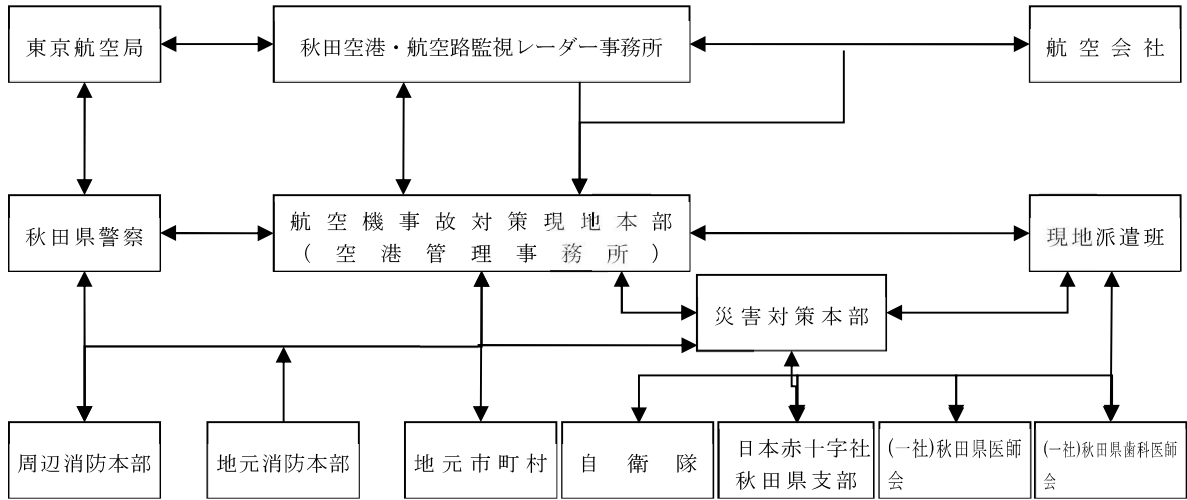 東京航空局
秋田空港・航空路監視レーダー事務所
航空会社
秋田県警察
航空機事故対策現地本部
(空港管理事務所)
現地派遣班
災害対策本部
周辺消防本部
地元消防本部
地元市町村
自衛隊
日本赤十字社
秋田県支部
(一社)秋田県医師
会
(一社)秋田県歯科医師
会